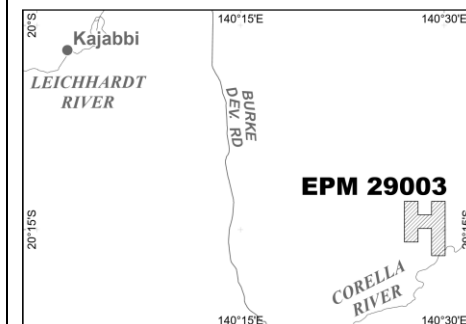 20°S
140°15'E
140°30'E
Kajabbi
LEICHHARDT
RIVER
BURKE
DEV. RD
EPM 29003
20°15'S
20°15'S
CORELLA
RIVER
140°15'E
140°30'E